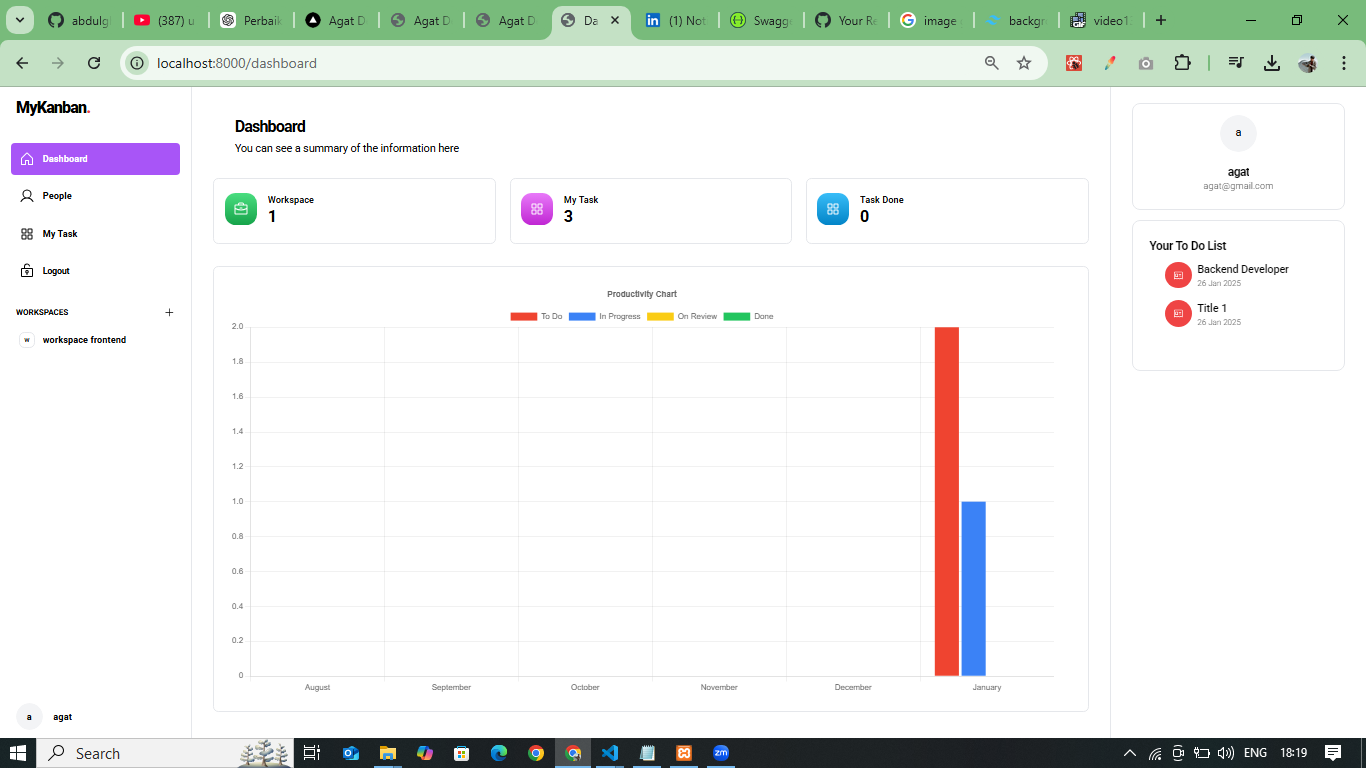 abdulgi
(387) u
Perbaik
Agat D
Agat D
Agat D
Da
(1) Not
Swagge
Your Re
image
backgr
video1
localhost:8000/dashboard
MyKanban.
Dashboard
People
My Task
Logout
WORKSPACES +
w workspace frontend
a agat
Dashboard
You can see a summary of the information here
Workspace
1
My Task
3
Task Done
0
Productivity Chart
To Do In Progress On Review Done
2.0
1.8
1.6
1.4
1.2
1.0
0.8
0.6
0.4
0.2
0
August September October November December January
a
agat
agat@gmail.com
Your To Do List
Backend Developer
26 Jan 2025
Title 1
26 Jan 2025
Search
zm
ENG 18:19